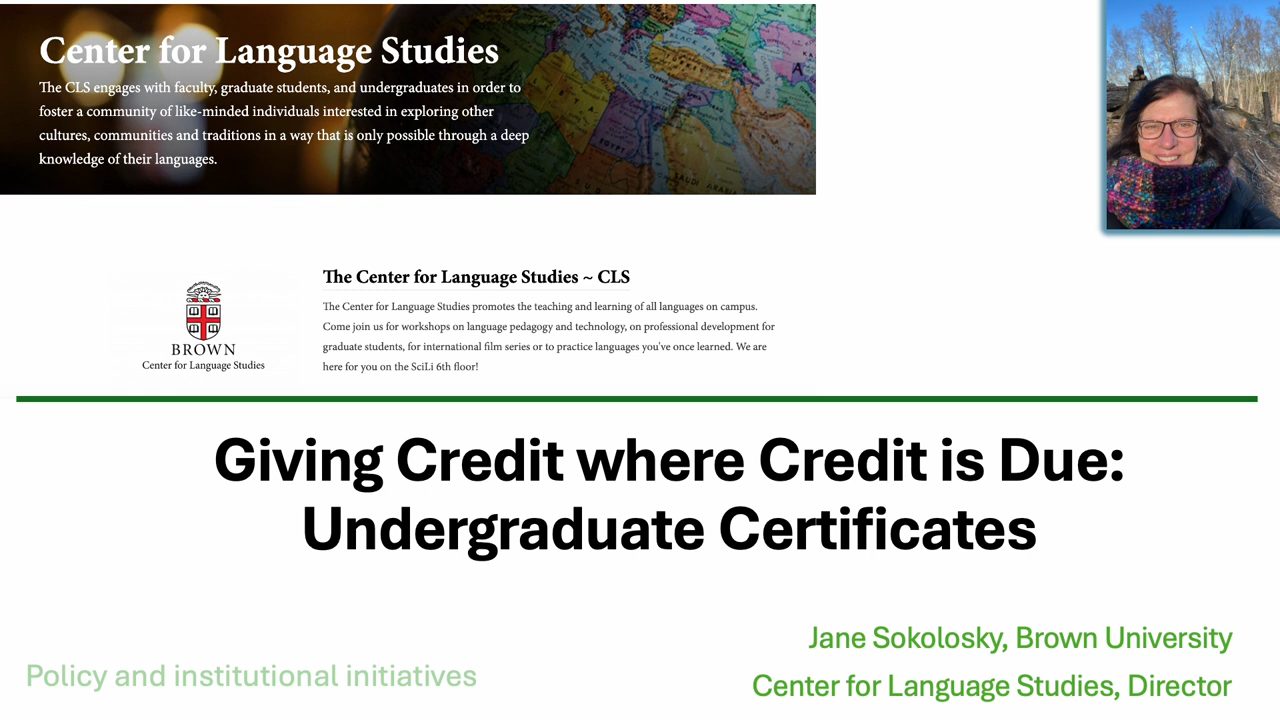 Center for Language Studies
The CLS engages with faculty, graduate students, and undergraduates in order to
foster a community of like-minded individuals interested in exploring other
cultures, communities and traditions in a way that is only possible through a deep
knowledge of their languages.
BLACK SEA
EGYPT
SAUDI ARABIA
BROWN
Center for Language Studies
The Center for Language Studies ~ CLS
The Center for Language Studies promotes the teaching and learning of all languages on campus.
Come join us for workshops on language pedagogy and technology, on professional development for
graduate students, for international film series or to practice languages you've once learned. We are
here for you on the SciLi 6th floor!
Giving Credit where Credit is Due:
Undergraduate Certificates
Jane Sokolosky, Brown University
Center for Language Studies, Director
Policy and institutional initiatives